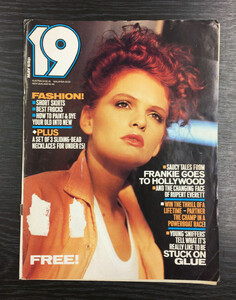 19
FASHION!
SHORT SKIRTS
BEST FROCKS
HOW TO PAINT & DYE
YOUR OLD INTO NEW
PLUS
A SET OF 3 SLIDING-BEAD
NECKLACES FOR UNDER £5!
SAUCY TALES FROM
FRANKIE GOES
TO HOLLYWOOD
AND THE CHANGING FACE
OF RUPERT EVERETT
WIN THE THRILL OF A
LIFETIME – PARTNER
THE CHAMP IN A
POWERBOAT RACE!
YOUNG 'SNIFFERS'
TELL WHAT IT'S
REALLY LIKE TO BE
STUCK ON
GLUE
FREE!